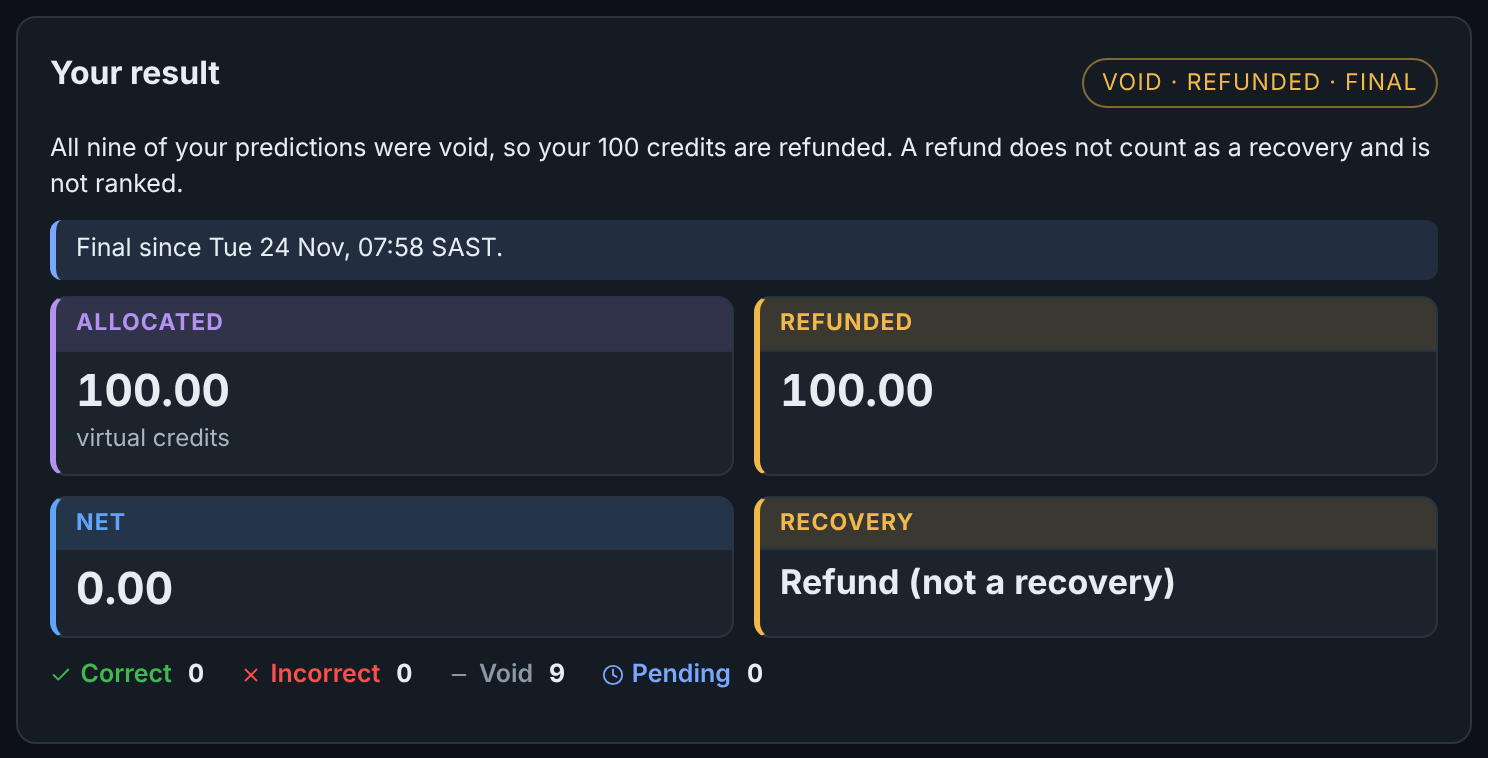 Your result
VOID · REFUNDED · FINAL
All nine of your predictions were void, so your 100 credits are refunded. A refund does not count as a recovery and is
not ranked.
Final since Tue 24 Nov, 07:58 SAST.
ALLOCATED
100.00
virtual credits
REFUNDED
100.00
NET
0.00
RECOVERY
Refund (not a recovery)
Correct 0 Incorrect 0 Void 9 Pending 0